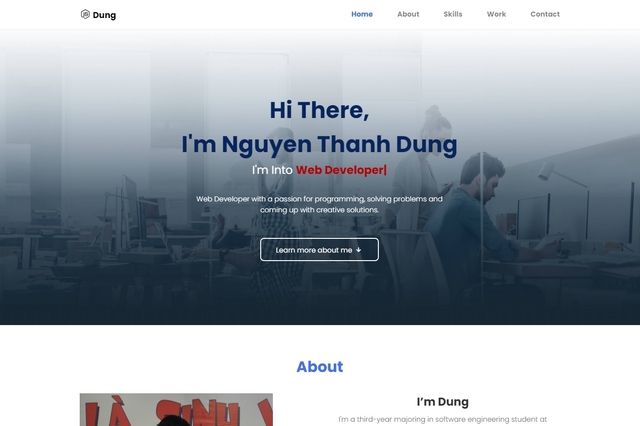 Dung
Home About Skills Work Contact
Hi There,
I'm Nguyen Thanh Dung
I'm Into Web Developer|
Web Developer with a passion for programming, solving problems and
coming up with creative solutions.
Learn more about me ↓
About
LÀ SINH V
I'm Dung
I'm a third-year majoring in software engineering student at